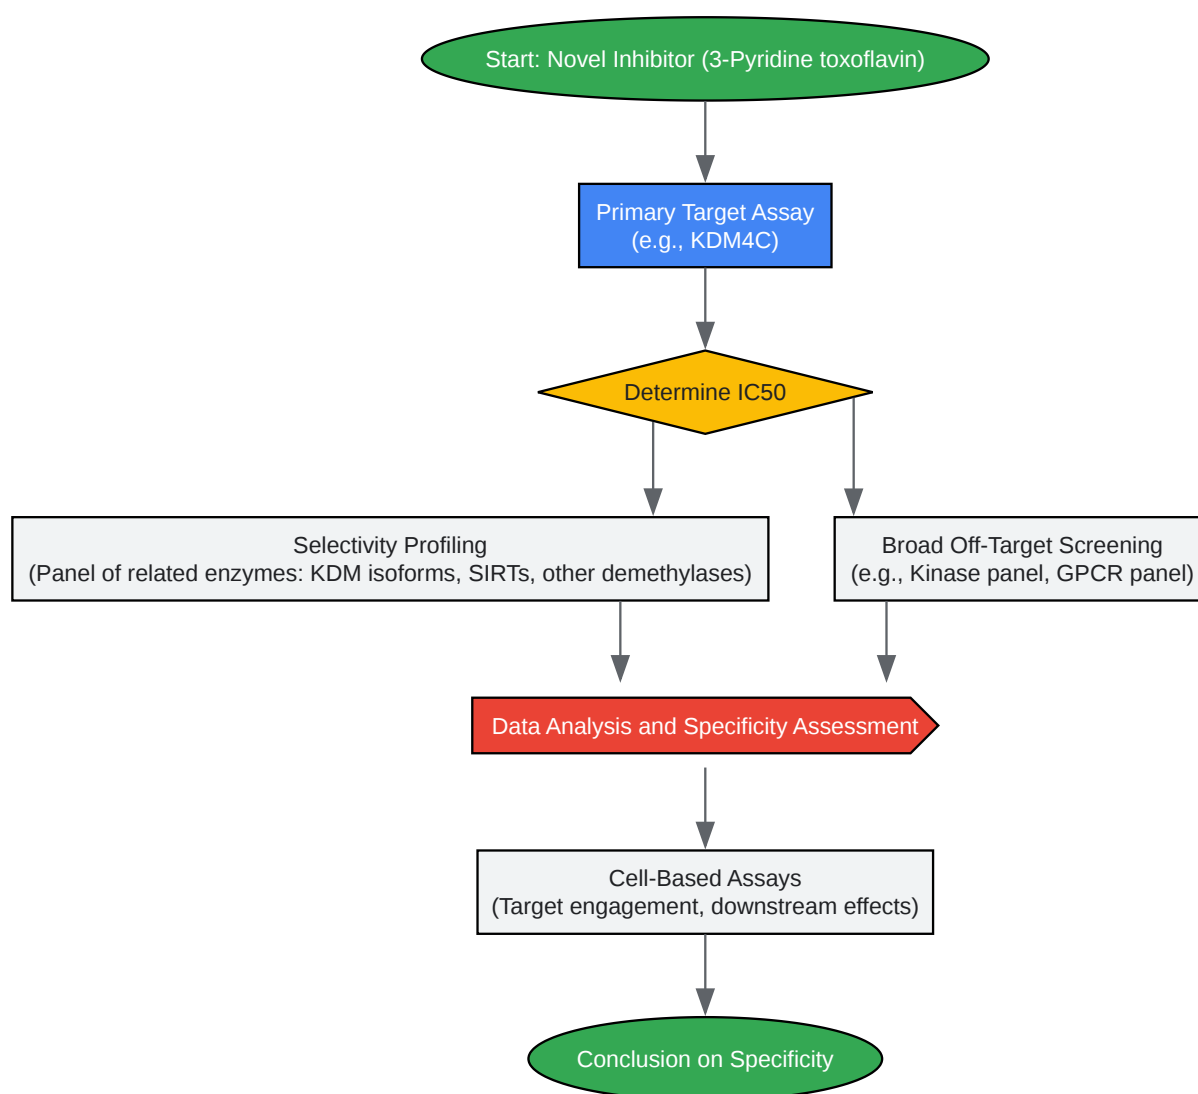 Start: Novel Inhibitor (3-Pyridine toxoflavin)
Primary Target Assay
(e.g., KDM4C)
Determine IC50
Selectivity Profiling
(Panel of related enzymes: KDM isoforms, SIRTs, other demethylases)
Broad Off-Target Screening
(e.g., Kinase panel, GPCR panel)
Data Analysis and Specificity Assessment
Cell-Based Assays
(Target engagement, downstream effects)
Conclusion on Specificity